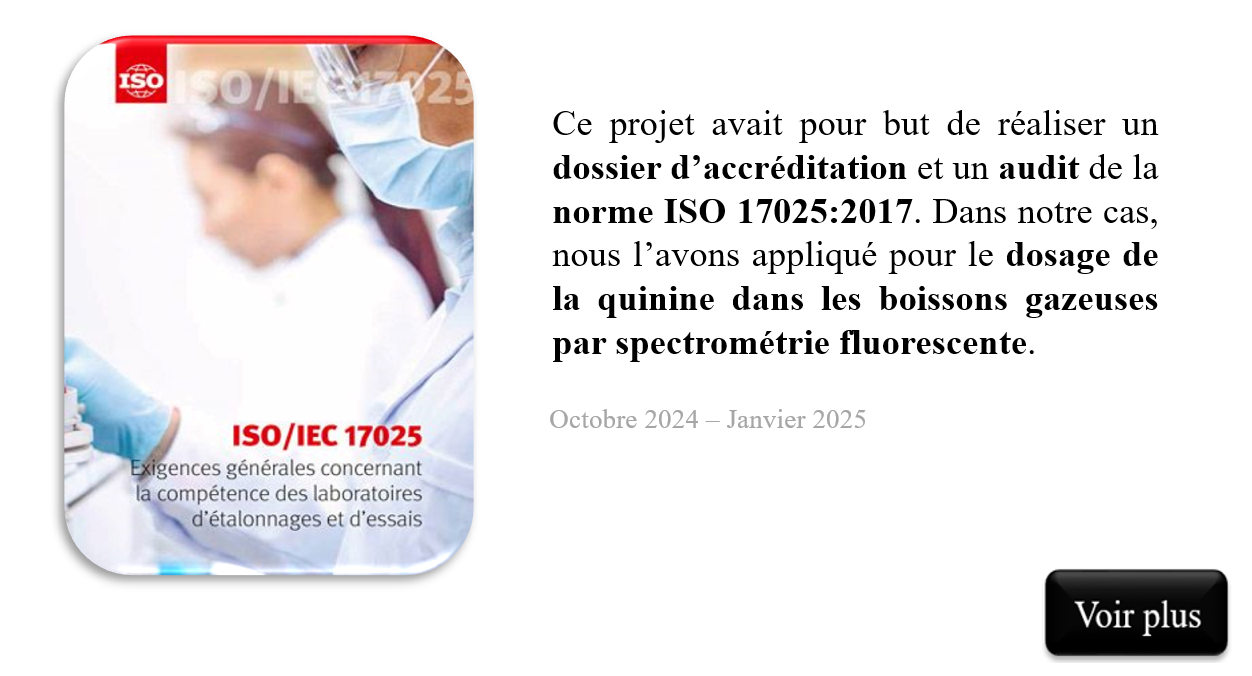 ISO
ISO/IEC 17025
ISO/IEC 17025
Exigences générales concernant
la compétence des laboratoires
d’étalonnages et d’essais
Ce projet avait pour but de réaliser un
dossier d’accréditation et un audit de la
norme ISO 17025:2017. Dans notre cas,
nous l’avons appliqué pour le dosage de
la quinine dans les boissons gazeuses
par spectrométrie fluorescente.
Octobre 2024 – Janvier 2025
Voir plus